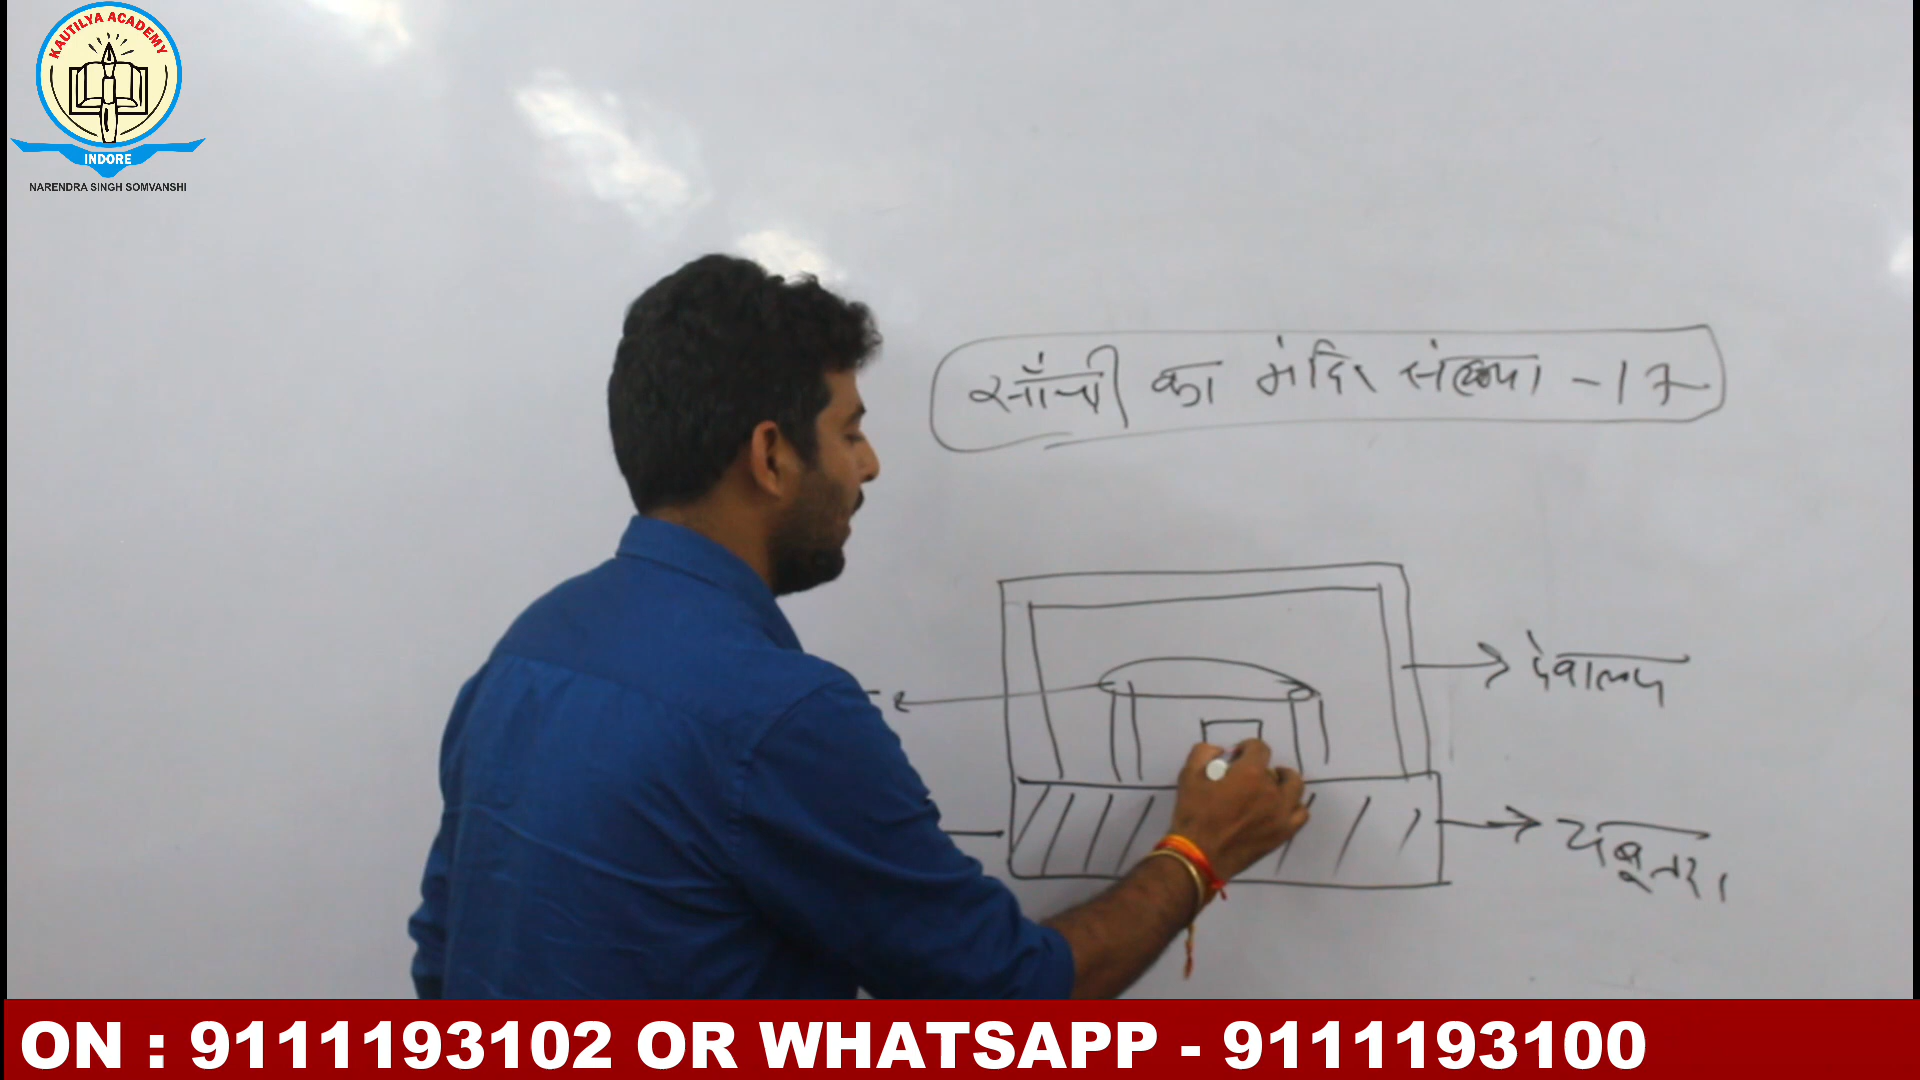 KAUTILYA ACADEMY
INDORE
NARENDRA SINGH SOMVANSHI
साँची का मंदिर संख्या - 17
देवालय
चबूतरा
ON : 9111193102 OR WHATSAPP - 9111193100